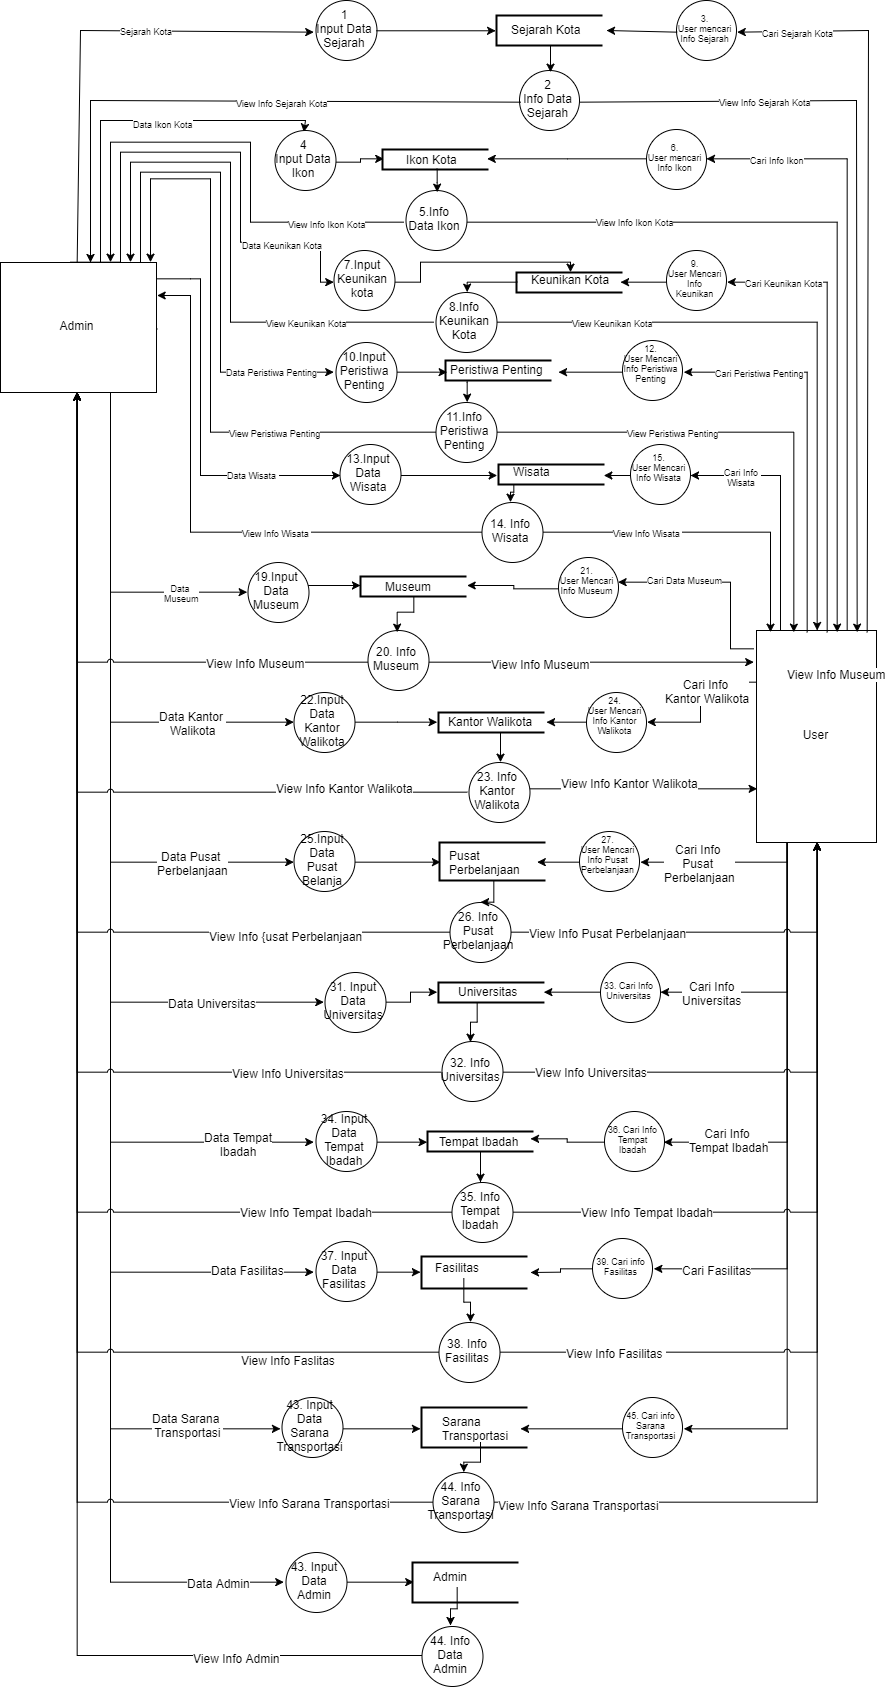 1
Input Data
Sejarah
Sejarah Kota
Sejarah Kota
3.
User mencari
Info Sejarah
Cari Sejarah Kota
2
Info Data
Sejarah
View Info Sejarah Kota
View Info Sejarah Kota
Data Ikon Kota
4
Input Data
Ikon
Ikon Kota
6.
User mencari
Info Ikon
Cari Info Ikon
5.Info
Data Ikon
View Info Ikon Kota
View Info Ikon Kota
Data Keunikan Kota
7.Input
Keunikan
kota
Keunikan Kota
9.
User Mencari
Info
Keunikan
Cari Keunikan Kota
Admin
8.Info
Keunikan
Kota
View Keunikan Kota
View Keunikan Kota
Data Peristiwa Penting
10.Input
Peristiwa
Penting
Peristiwa Penting
12.
User Mencari
Info Peristiwa
Penting
Cari Peristiwa Penting
11.Info
Peristiwa
Penting
View Peristiwa Penting
View Peristiwa Penting
Data Wisata
13.Input
Data
Wisata
Wisata
15.
User Mencari
Info Wisata
Cari Info
Wisata
14. Info
Wisata
View Info Wisata
View Info Wisata
Data
Museum
19.Input
Data
Museum
Museum
21.
User Mencari
Info Museum
Cari Data Museum
20. Info
Museum
View Info Museum
View Info Museum
View Info Museum
User
Data Kantor
Walikota
22.Input
Data
Kantor
Walikota
Kantor Walikota
24.
User Mencari
Info Kantor
Walikota
Cari Info
Kantor Walikota
23. Info
Kantor
Walikota
View Info Kantor Walikota
View Info Kantor Walikota
Data Pusat
Perbelanjaan
25.Input
Data
Pusat
Belanja
Pusat
Perbelanjaan
27.
User Mencari
Info Pusat
Perbelanjaan
Cari Info
Pusat
Perbelanjaan
26. Info
Pusat
Perbelanjaan
View Info {usat Perbelanjaan
View Info Pusat Perbelanjaan
Data Universitas
31. Input
Data
Universitas
Universitas
33. Cari Info
Universitas
Cari Info
Universitas
32. Info
Universitas
View Info Universitas
View Info Universitas
Data Tempat
Ibadah
34. Input
Data
Tempat
Ibadah
Tempat Ibadah
36. Cari Info
Tempat
Ibadah
Cari Info
Tempat Ibadah
35. Info
Tempat
Ibadah
View Info Tempat Ibadah
View Info Tempat Ibadah
Data Fasilitas
37. Input
Data
Fasilitas
Fasilitas
39. Cari info
Fasilitas
Cari Fasilitas
38. Info
Fasilitas
View Info Faslitas
View Info Fasilitas
Data Sarana
Transportasi
43. Input
Data
Sarana
Transportasi
Sarana
Transportasi
45. Cari info
Sarana
Transportasi
44. Info
Sarana
Transportasi
View Info Sarana Transportasi
View Info Sarana Transportasi
Data Admin
43. Input
Data
Admin
Admin
44. Info
Data
Admin
View Info Admin